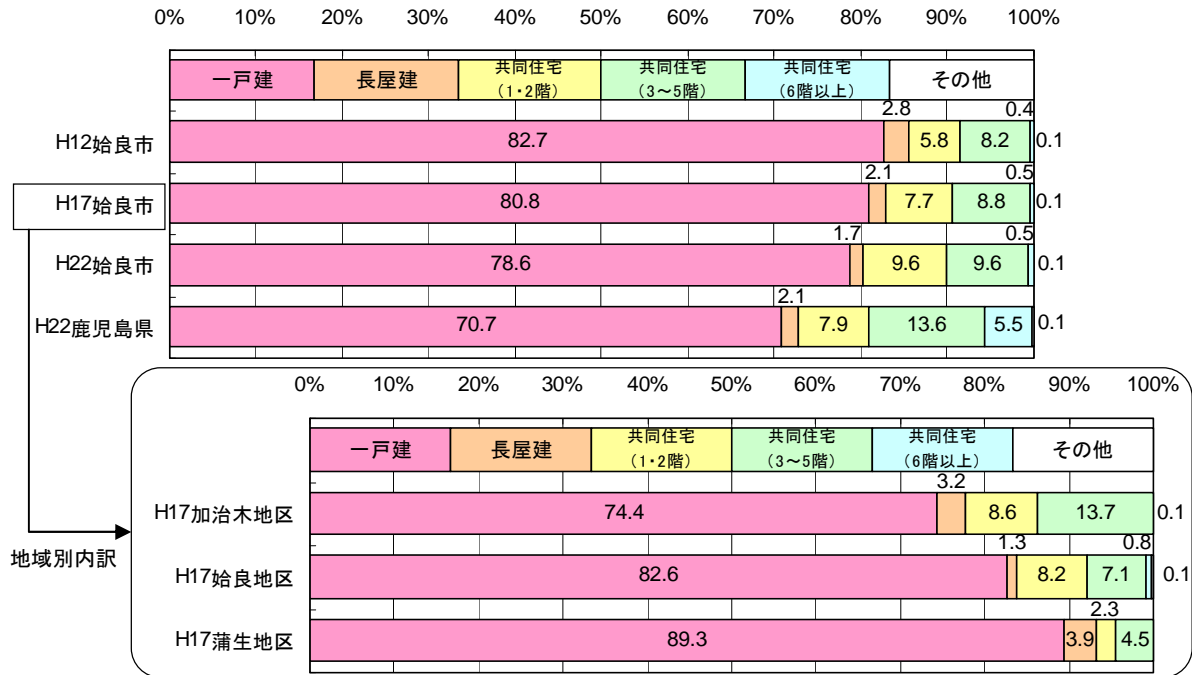 0% 10% 20% 30% 40% 50% 60% 70% 80% 90% 100%
一戸建 長屋建 共同住宅 共同住宅 共同住宅 その他
(1・2階) (3～5階) (6階以上)
2.8 0.4
H12姶良市 82.7 5.8 8.2 0.1
2.1 0.5
H17姶良市 80.8 7.7 8.8 0.1
1.7 0.5
H22姶良市 78.6 9.6 9.6 0.1
2.1
H22鹿児島県 70.7 7.9 13.6 5.5 0.1
0% 10% 20% 30% 40% 50% 60% 70% 80% 90% 100%
一戸建 長屋建 共同住宅 共同住宅 共同住宅 その他
(1・2階) (3～5階) (6階以上)
3.2
H17加治木地区 74.4 8.6 13.7 0.1
地域別内訳
1.3 0.8
H17姶良地区 82.6 8.2 7.1 0.1
2.3
H17蒲生地区 89.3 3.9 4.5